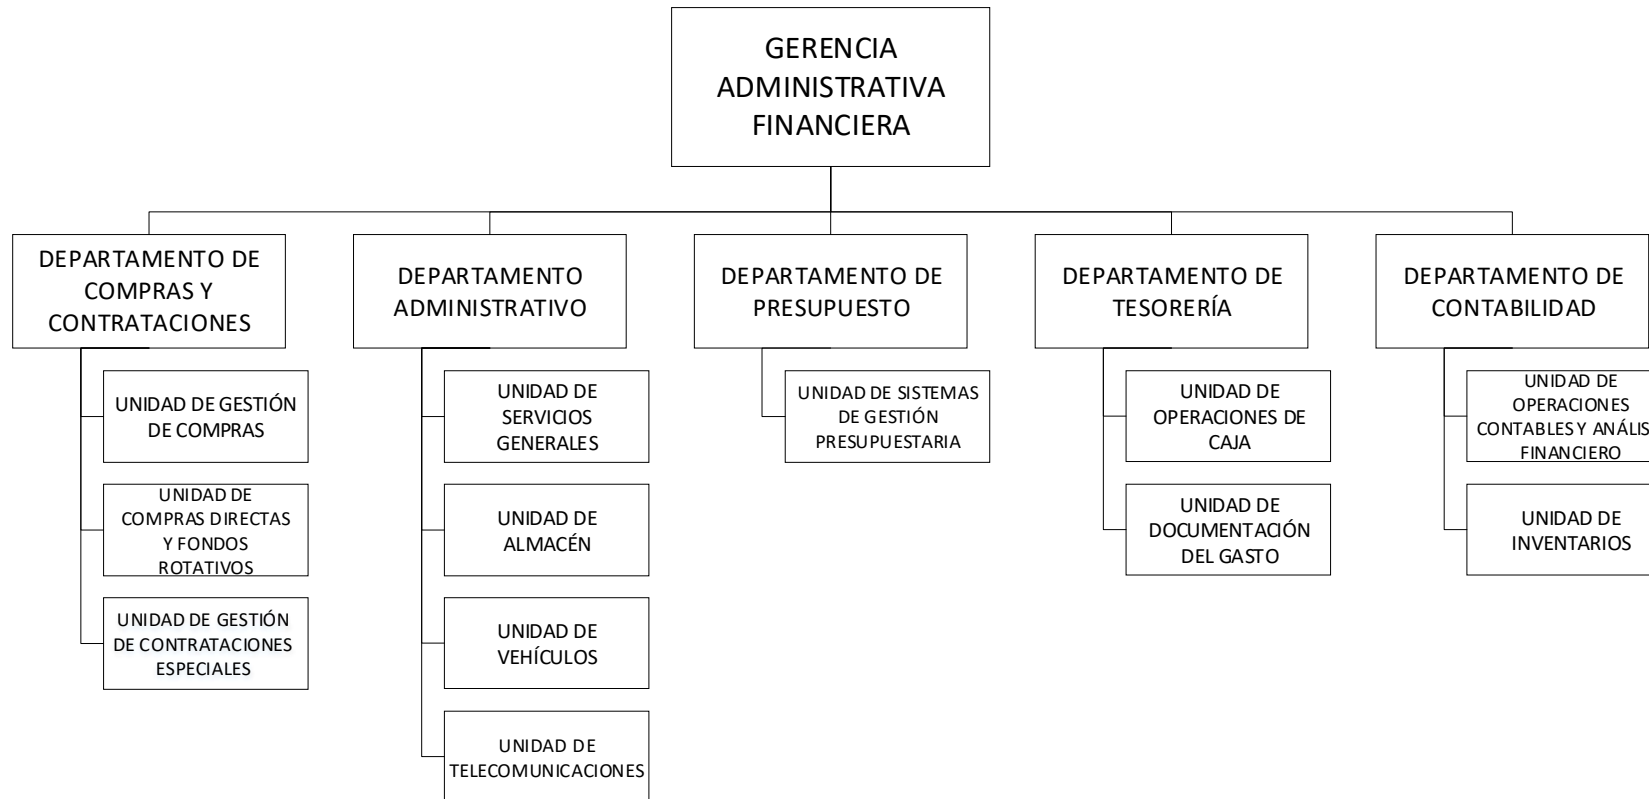 GERENCIA
ADMINISTRATIVA
FINANCIERA
DEPARTAMENTO DE
COMPRAS Y
CONTRATACIONES
DEPARTAMENTO
ADMINISTRATIVO
DEPARTAMENTO DE
PRESUPUESTO
DEPARTAMENTO DE
TESORERÍA
DEPARTAMENTO DE
CONTABILIDAD
UNIDAD DE GESTIÓN
DE COMPRAS
UNIDAD DE
COMPRAS DIRECTAS
Y FONDOS
ROTATIVOS
UNIDAD DE GESTIÓN
DE CONTRATACIONES
ESPECIALES
UNIDAD DE
SERVICIOS
GENERALES
UNIDAD DE
ALMACÉN
UNIDAD DE
VEHÍCULOS
UNIDAD DE
TELECOMUNICACIONES
UNIDAD DE SISTEMAS
DE GESTIÓN
PRESUPUESTARIA
UNIDAD DE
OPERACIONES DE
CAJA
UNIDAD DE
DOCUMENTACIÓN
DEL GASTO
UNIDAD DE
OPERACIONES
CONTABLES Y ANÁLIS
FINANCIERO
UNIDAD DE
INVENTARIOS